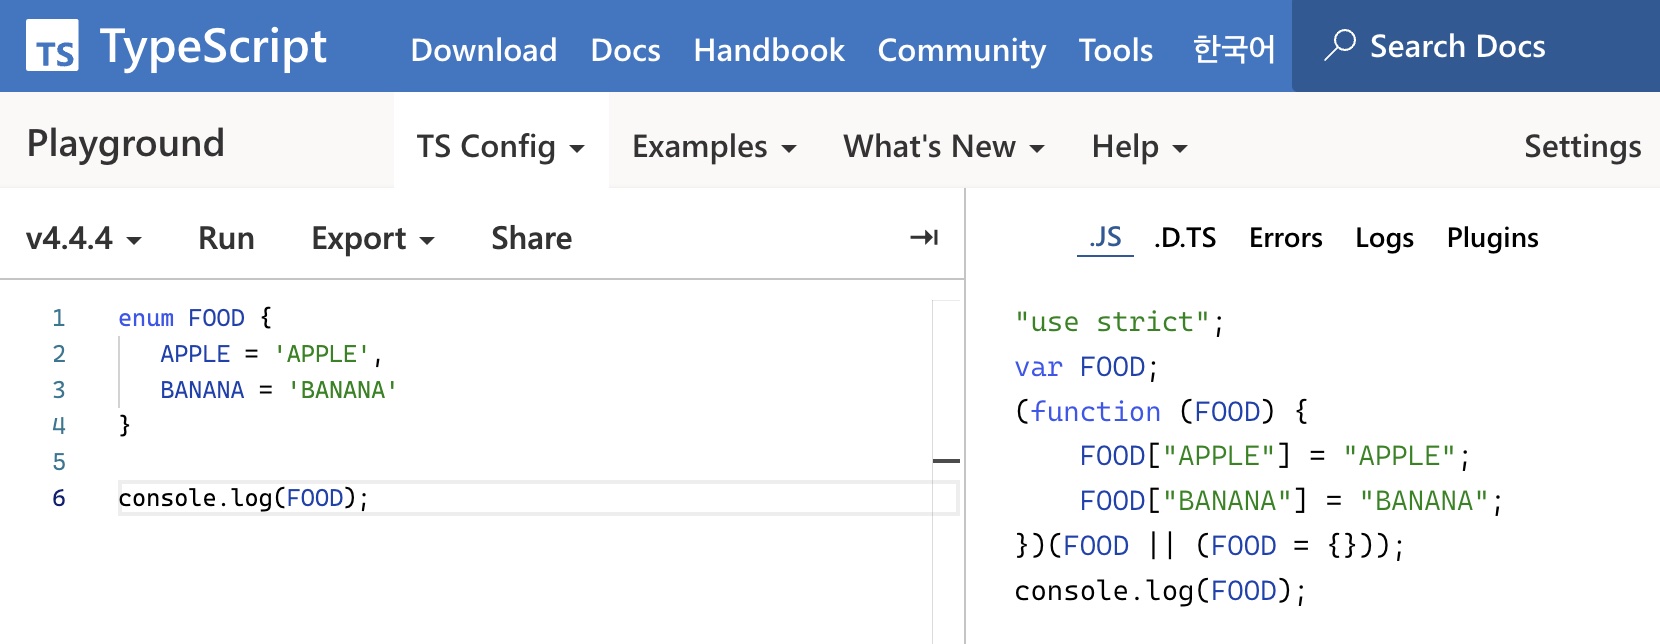 TS TypeScript Download Docs Handbook Community Tools 한국어 Search Docs
Playground TS Config Examples What's New Help Settings
v4.4.4 Run Export Share
1 enum FOOD {
2 APPLE = 'APPLE',
3 BANANA = 'BANANA'
4 }
5
6 console.log(FOOD);
.JS .D.TS Errors Logs Plugins
"use strict";
var FOOD;
(function (FOOD) {
    FOOD["APPLE"] = "APPLE";
    FOOD["BANANA"] = "BANANA";
})(FOOD || (FOOD = {}));
console.log(FOOD);